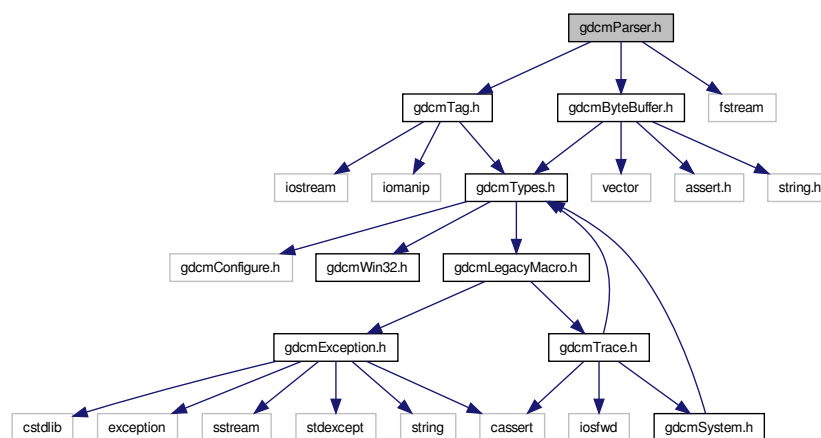 gdcmParser.h
gdcmTag.h
gdcmByteBuffer.h
fstream
iostream
iomanip
gdcmTypes.h
vector
assert.h
string.h
gdcmConfigure.h
gdcmWin32.h
gdcmLegacyMacro.h
gdcmException.h
gdcmTrace.h
cstdlib
exception
sstream
stdexcept
string
cassert
iosfwd
gdcmSystem.h